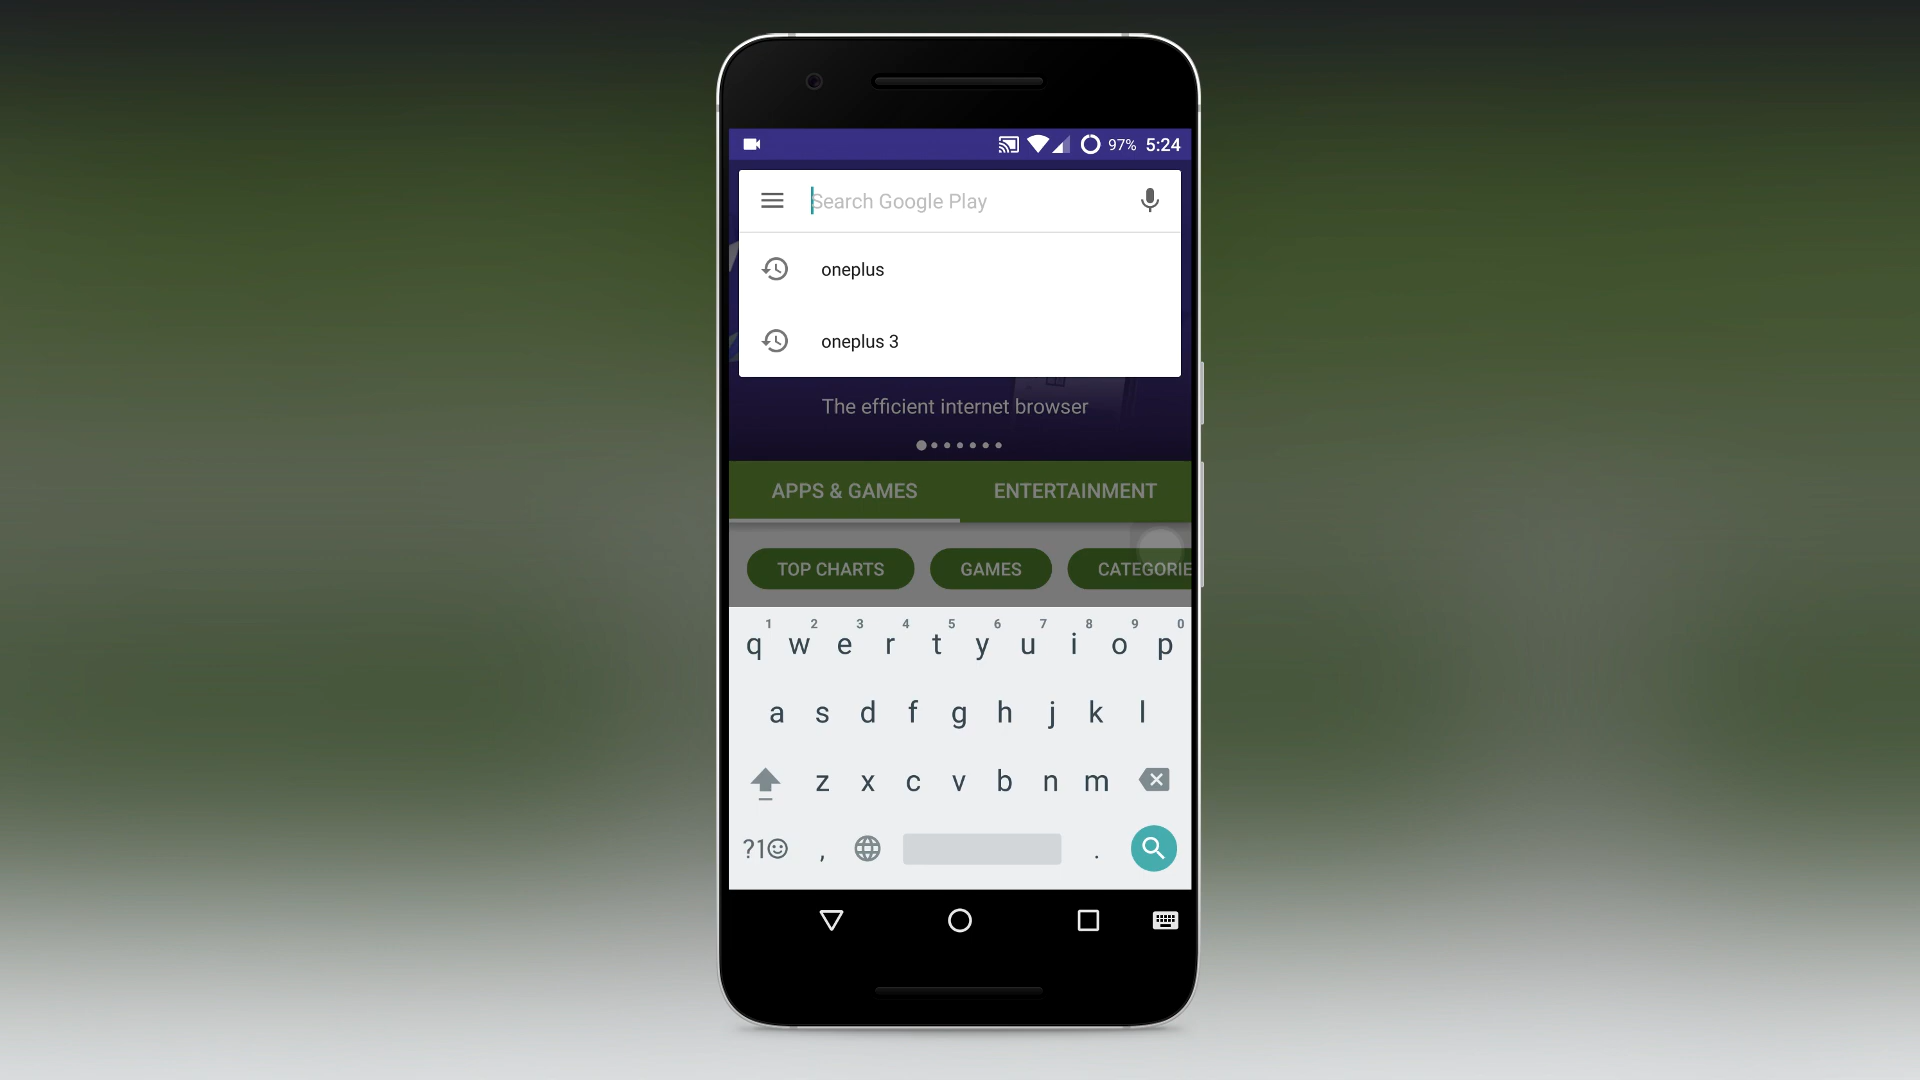 97% 5:24
Search Google Play
oneplus
oneplus 3
The efficient internet browser
APPS & GAMES ENTERTAINMENT
TOP CHARTS GAMES CATEGORIE
1 2 3 4 5 6 7 8 9 0
q w e r t y u i o p
a s d f g h j k l
z x c v b n m
?1☺ , .